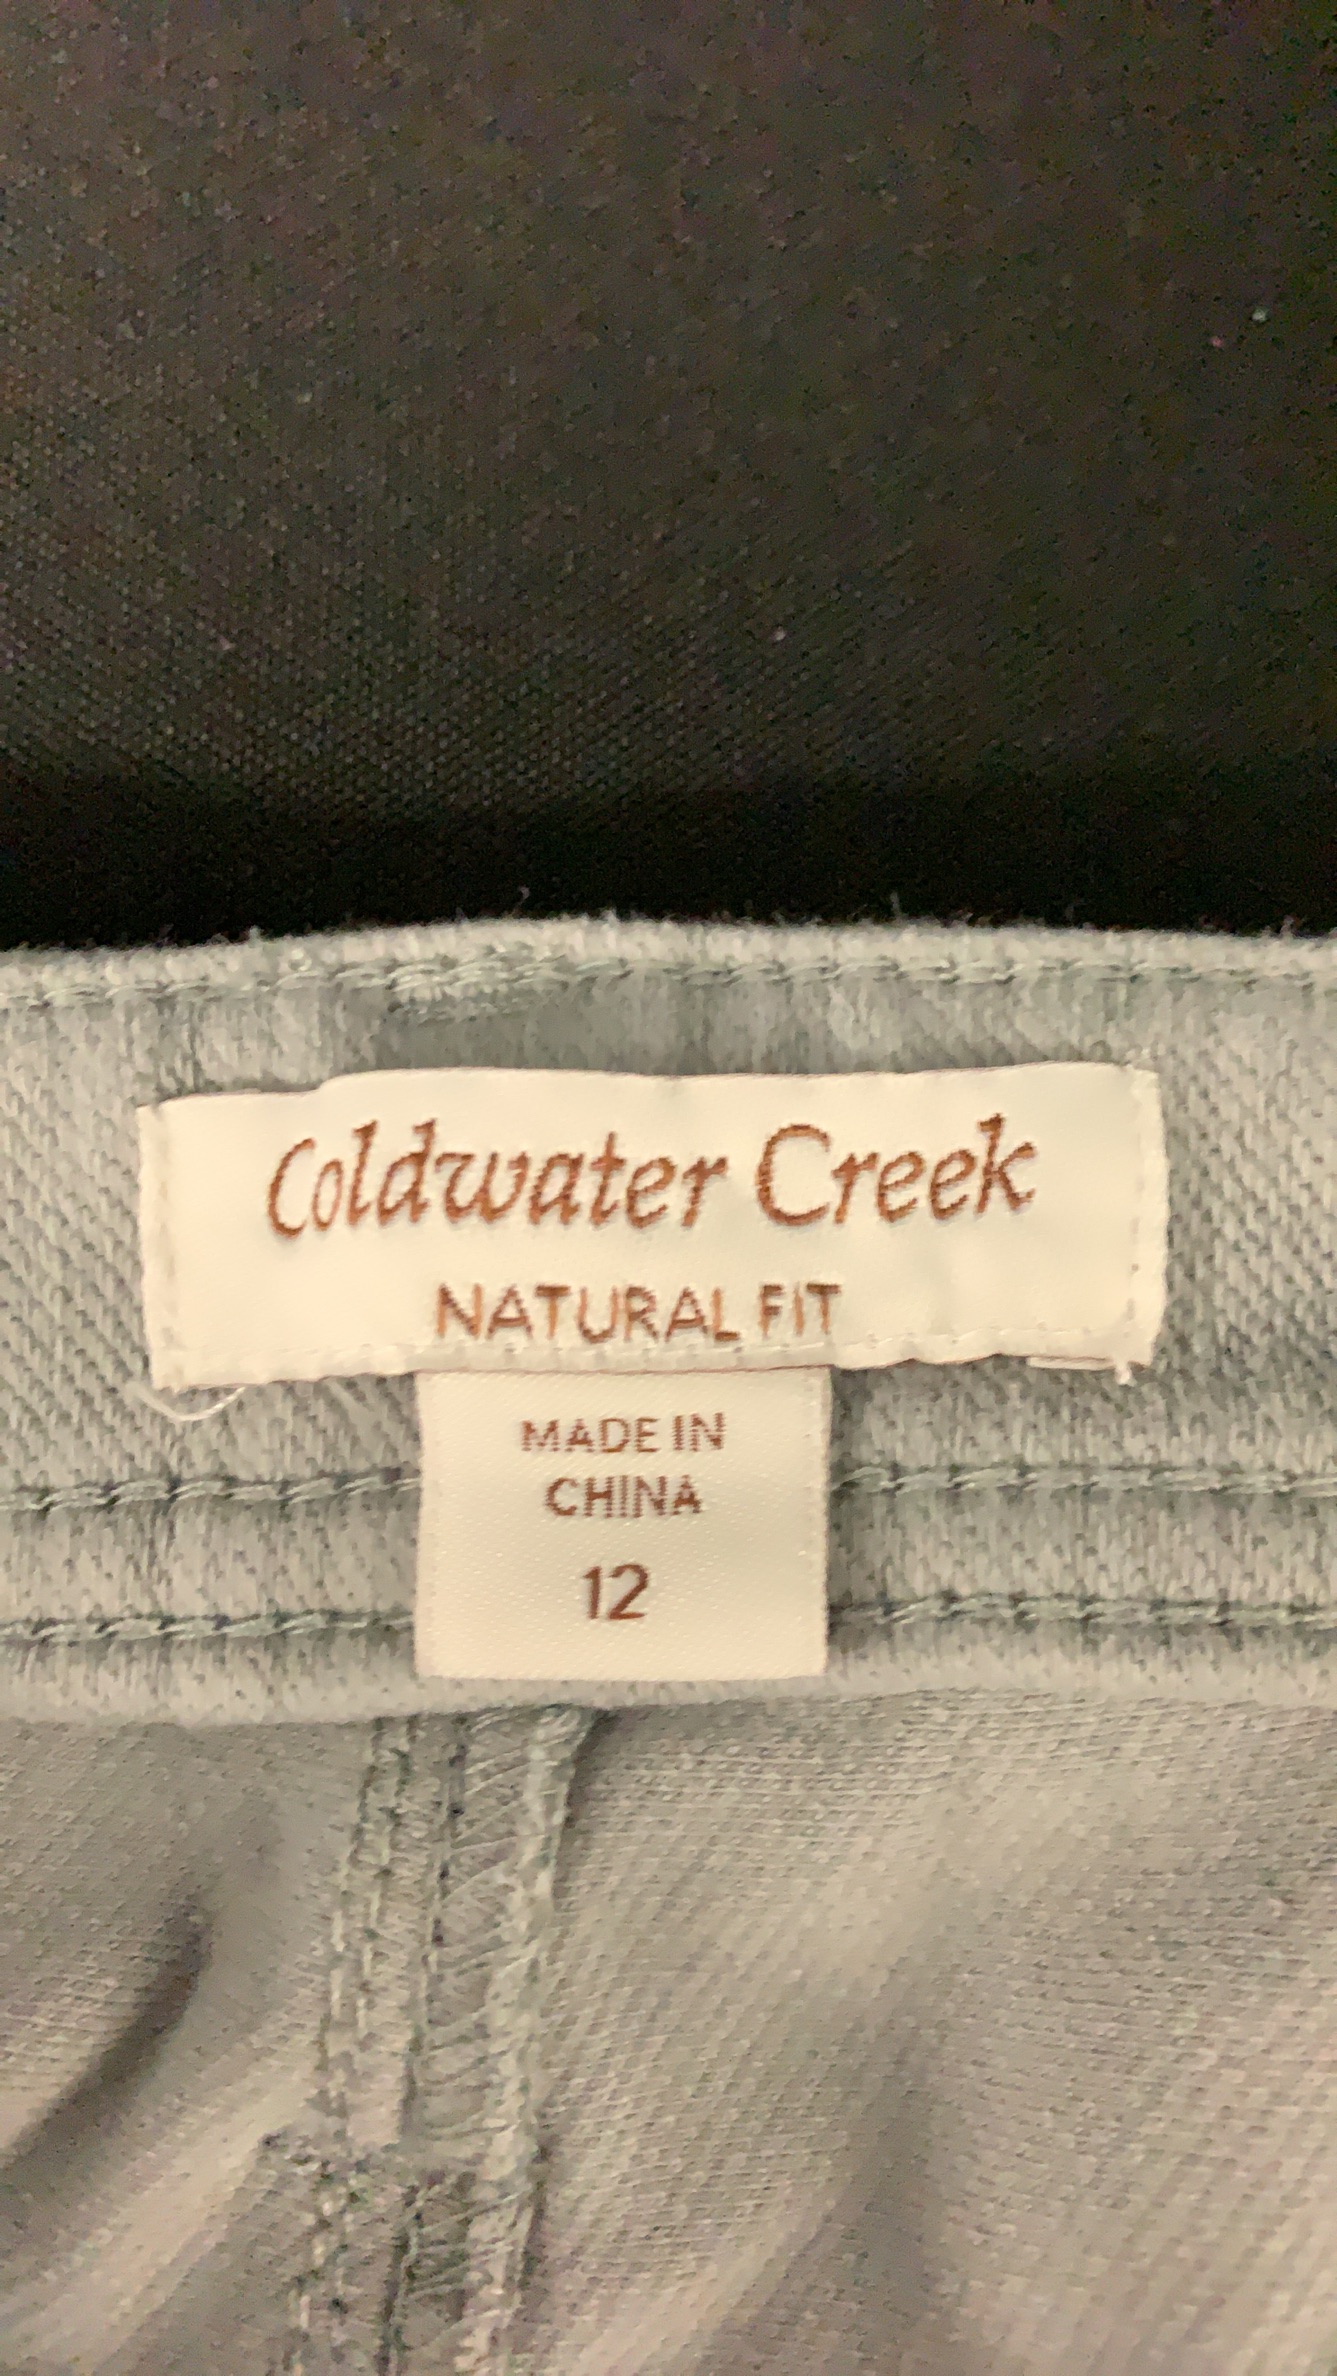 Coldwater Creek
NATURAL FIT
MADE IN
CHINA
12